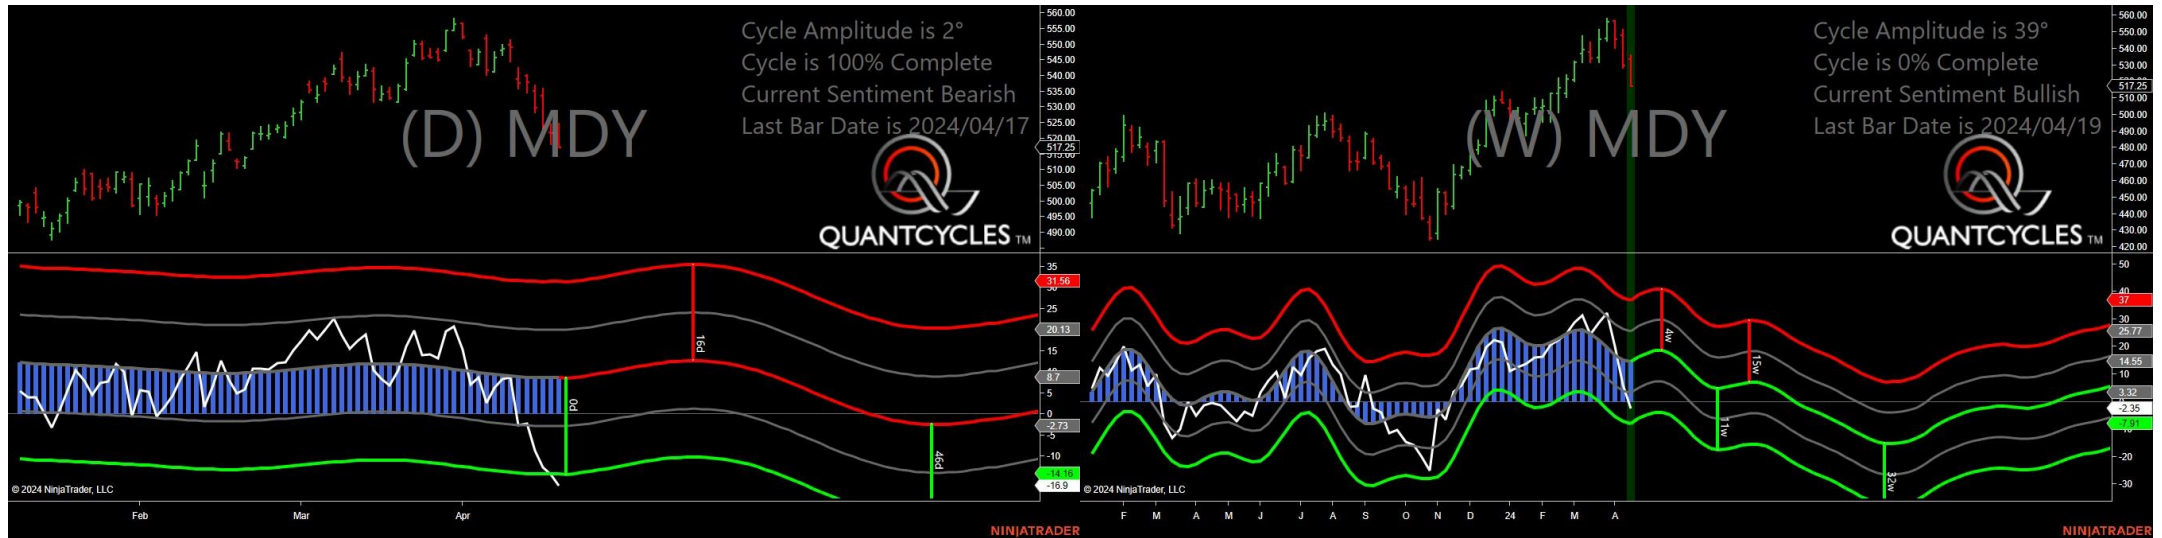 Cycle Amplitude is 2°
Cycle is 100% Complete
Current Sentiment Bearish
Last Bar Date is 2024/04/17
(D) MDY
QUANTCYCLES TM
560.00
555.00
550.00
545.00
540.00
535.00
530.00
525.00
520.00
517.25
515.00
505.00
500.00
495.00
490.00
35
31.56
25
20.13
15
8.7
5
0
-2.73
-5
-10
-14.16
-16.9
16d
0d
46d
© 2024 NinjaTrader, LLC
Feb Mar Apr
NINJATRADER
Cycle Amplitude is 39°
Cycle is 0% Complete
Current Sentiment Bullish
Last Bar Date is 2024/04/19
(W) MDY
QUANTCYCLES TM
560.00
550.00
540.00
530.00
517.25
510.00
500.00
490.00
480.00
470.00
460.00
450.00
440.00
430.00
420.00
50
40
37
30
25.77
20
14.55
10
3.32
-2.35
-7.91
-20
-30
4w
15w
11w
32w
© 2024 NinjaTrader, LLC
F M A M J J A S O N D 24 F M A
NINJATRADER